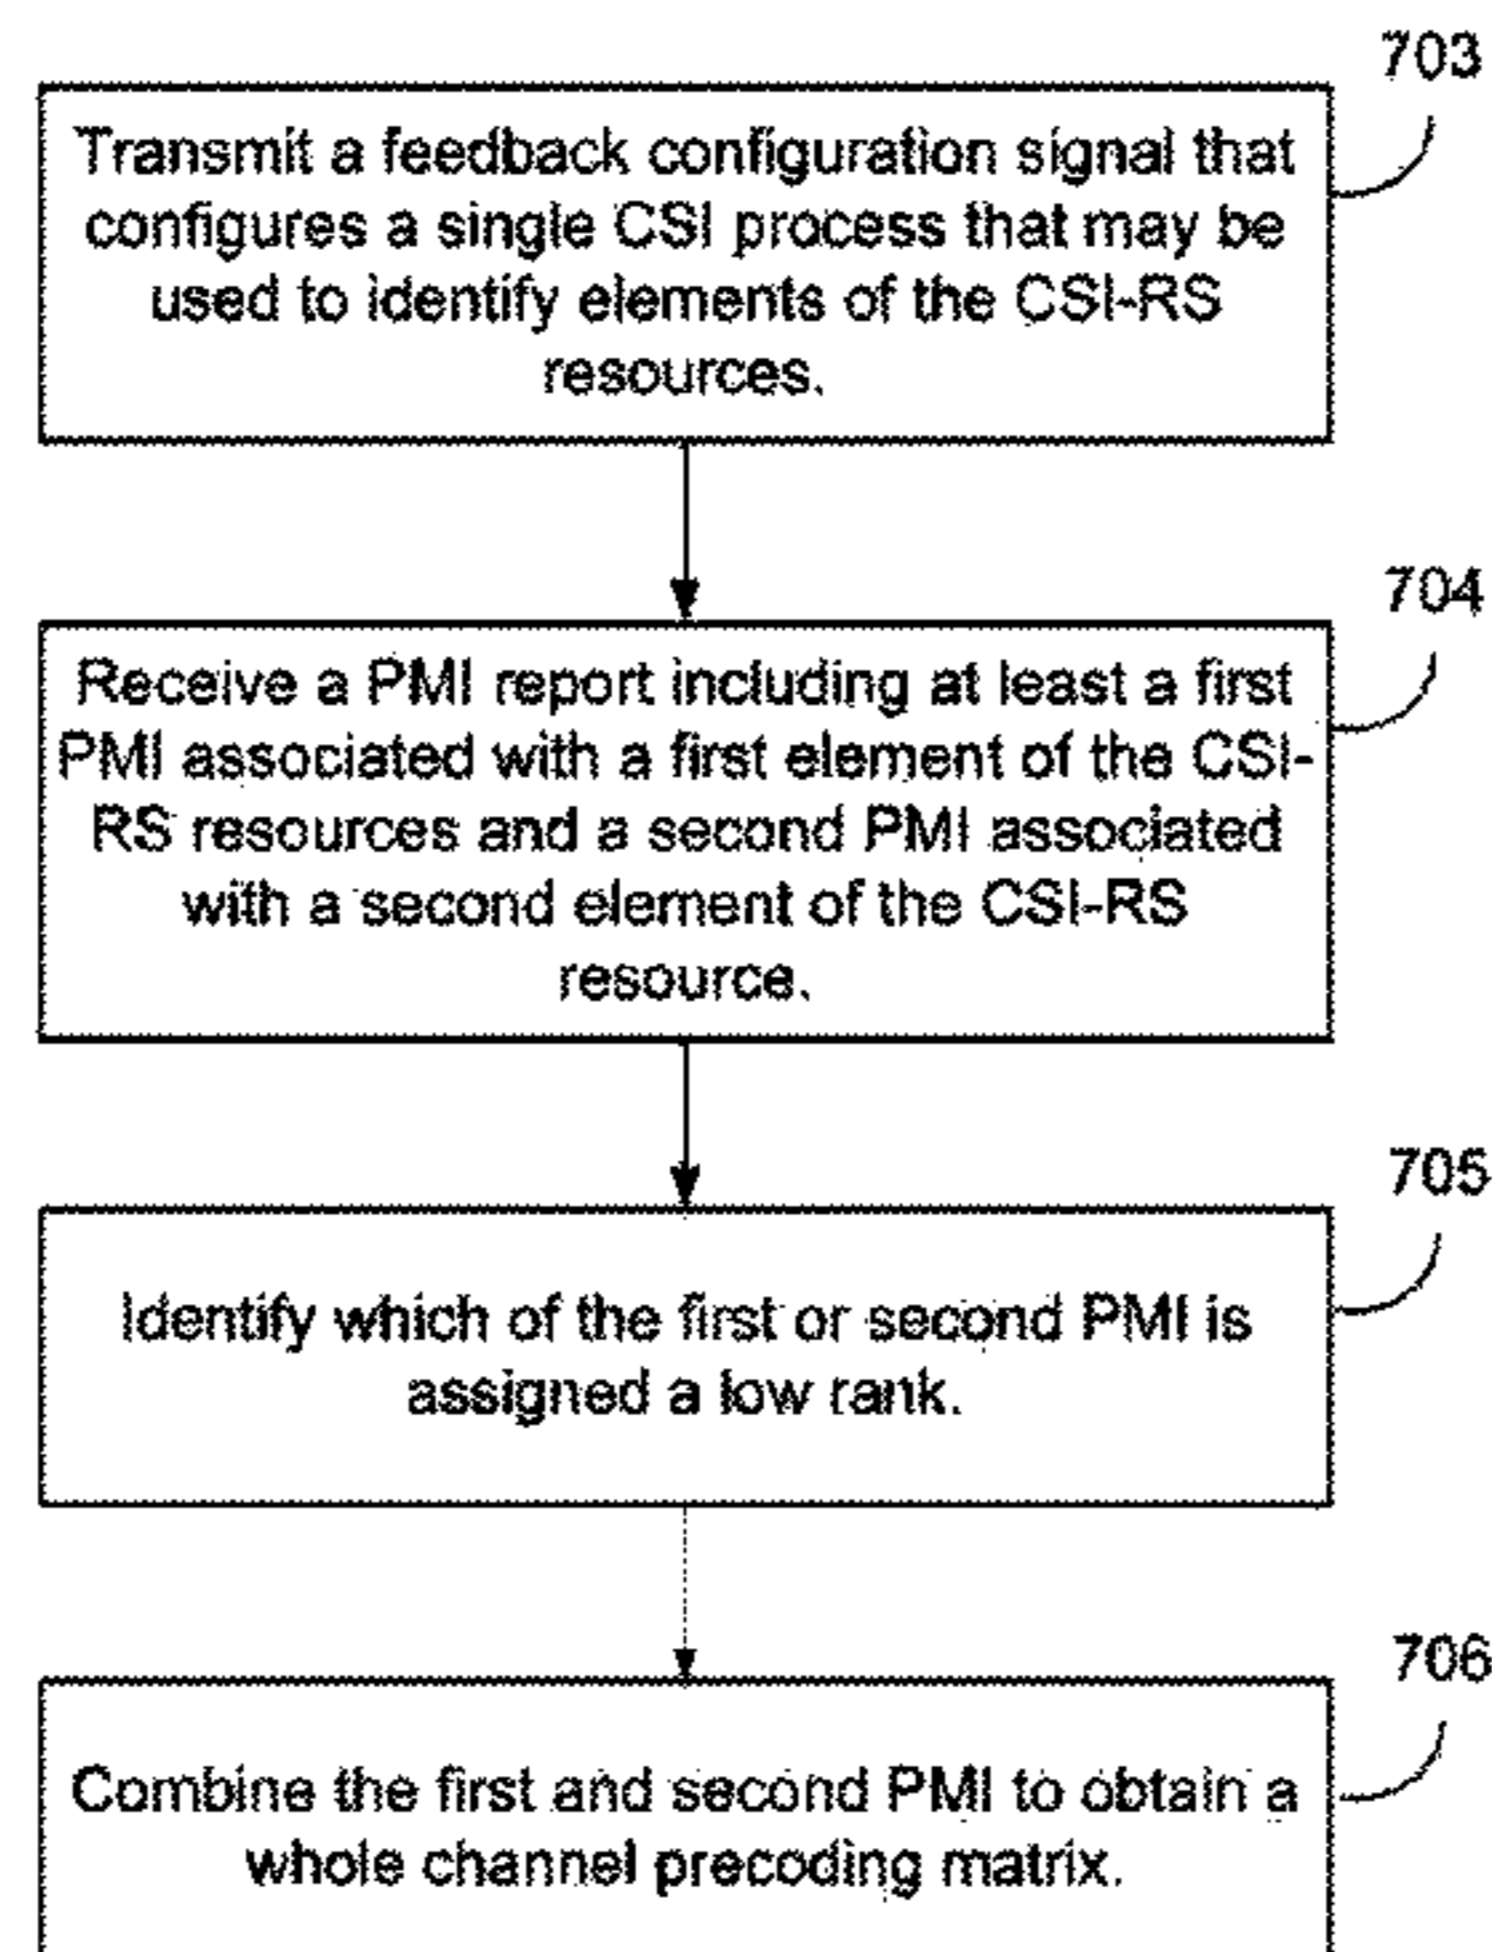 703
Transmit a feedback configuration signal that
configures a single CSI process that may be
used to identify elements of the CSI-RS
resources.
704
Receive a PMI report including at least a first
PMI associated with a first element of the CSI-
RS resources and a second PMI associated
with a second element of the CSI-RS
resource.
705
Identify which of the first or second PMI is
assigned a low rank.
706
Combine the first and second PMI to obtain a
whole channel precoding matrix.